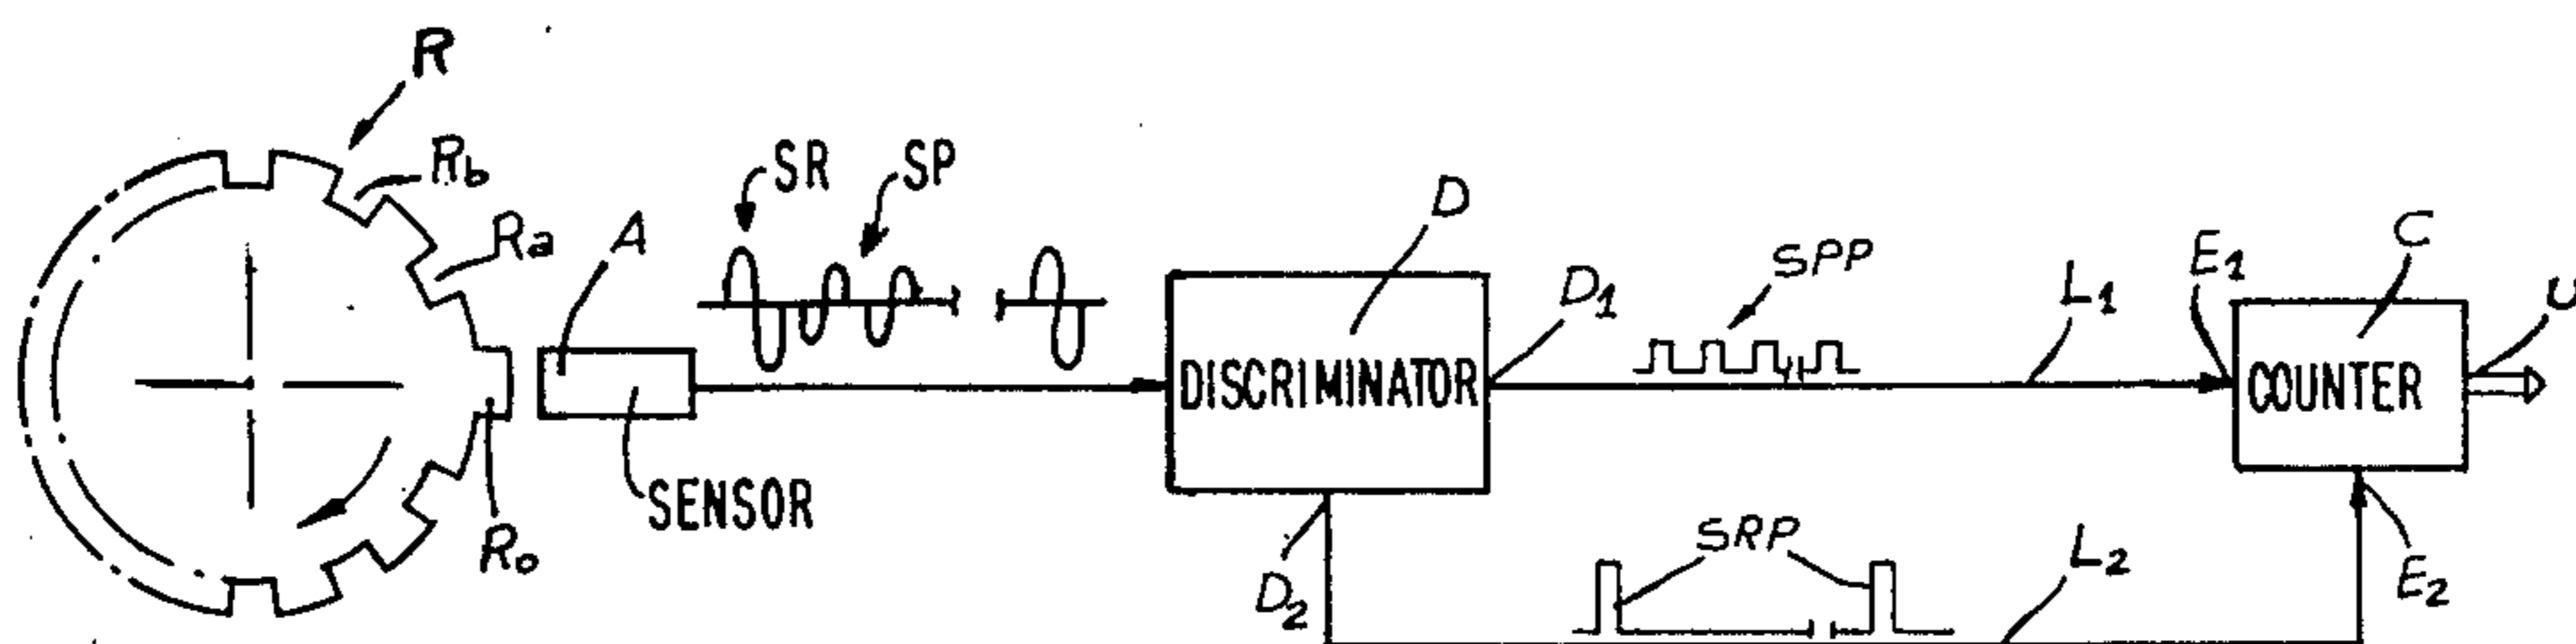 R
Rb
Ra
A
SR
SP
D
D1
SPP
L1
E1
C
U
DISCRIMINATOR
COUNTER
SENSOR
Ro
D2
SRP
L2
E2